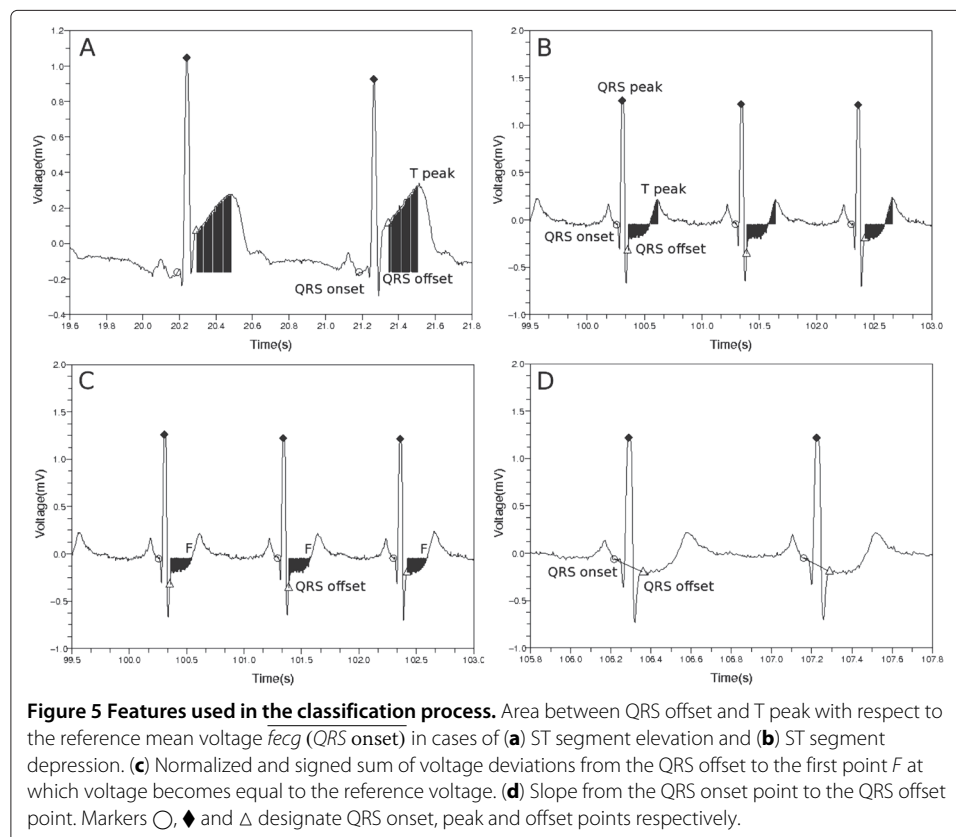 A
1.2
1.0
0.8
0.6
0.4
0.2
0.0
−0.2
−0.4
Voltage(mV)
T peak
QRS onset
QRS offset
19.6 20.0 20.2 20.4 20.6 20.8 21.0 21.2 21.4 21.6 21.8
Time(s)
B
2.0
1.5
1.0
0.5
0.0
−0.5
−1.0
Voltage(mV)
QRS peak
T peak
QRS onset
QRS offset
99.5 100.0 100.5 101.0 101.5 102.0 102.5 103.0
Time(s)
C
2.0
1.5
1.0
0.5
0.0
−0.5
−1.0
Voltage(mV)
F
F
F
QRS offset
99.5 100.0 100.5 101.0 101.5 102.0 102.5 103.0
Time(s)
D
2.0
1.5
1.0
0.5
0.0
−0.5
−1.0
Voltage(mV)
QRS onset
QRS offset
105.8 106.0 106.2 106.4 106.6 106.8 107.0 107.2 107.4 107.6 107.8
Time(s)
Figure 5 Features used in the classification process. Area between QRS offset and T peak with respect to
the reference mean voltage fecg (QRS onset) in cases of (a) ST segment elevation and (b) ST segment
depression. (c) Normalized and signed sum of voltage deviations from the QRS offset to the first point F at
which voltage becomes equal to the reference voltage. (d) Slope from the QRS onset point to the QRS offset
point. Markers ○, ♦ and △ designate QRS onset, peak and offset points respectively.